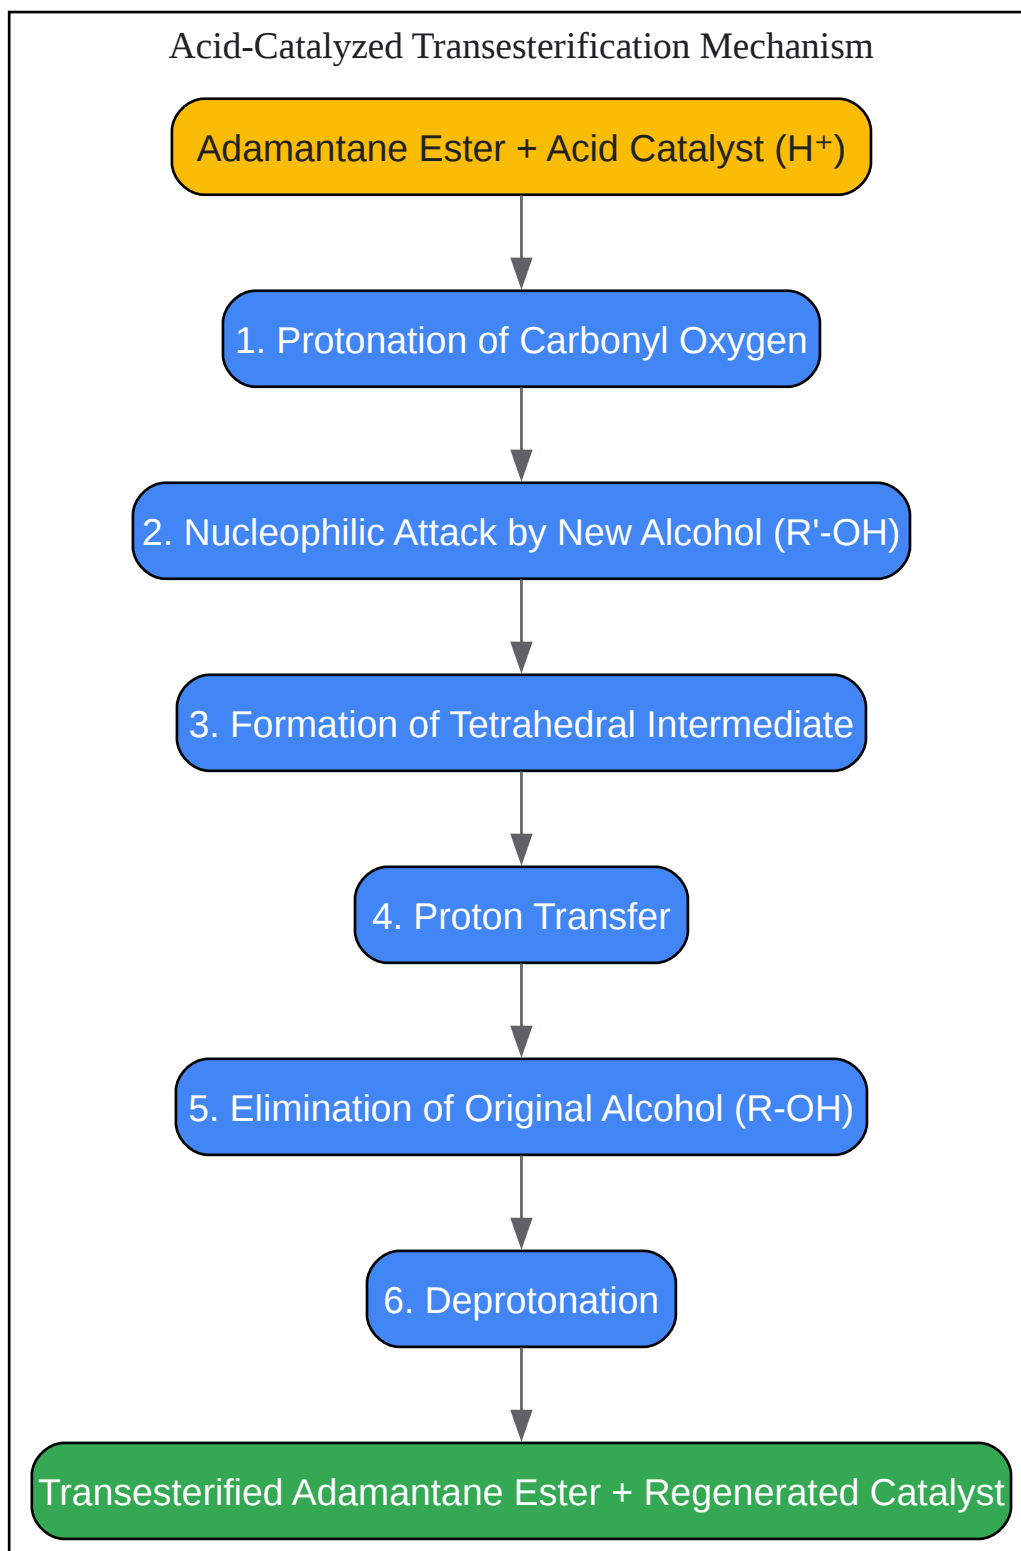 Acid-Catalyzed Transesterification Mechanism
Adamantane Ester + Acid Catalyst (H⁺)
1. Protonation of Carbonyl Oxygen
2. Nucleophilic Attack by New Alcohol (R'-OH)
3. Formation of Tetrahedral Intermediate
4. Proton Transfer
5. Elimination of Original Alcohol (R-OH)
6. Deprotonation
Transesterified Adamantane Ester + Regenerated Catalyst